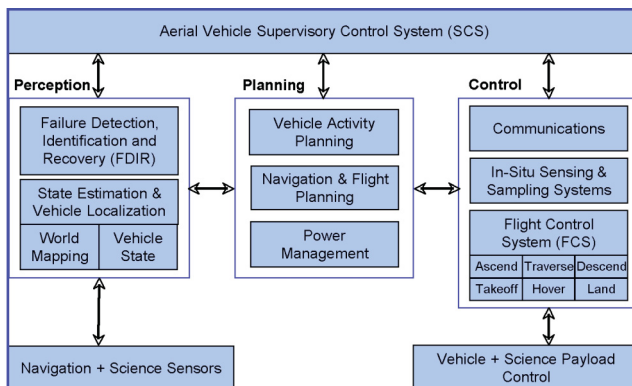 Aerial Vehicle Supervisory Control System (SCS)
Perception
Planning
Control
Failure Detection,
Identification and
Recovery (FDIR)
State Estimation &
Vehicle Localization
World
Mapping
Vehicle
State
Vehicle Activity
Planning
Navigation & Flight
Planning
Power
Management
Communications
In-Situ Sensing &
Sampling Systems
Flight Control
System (FCS)
Ascend
Traverse
Descend
Takeoff
Hover
Land
Navigation + Science Sensors
Vehicle + Science Payload
Control